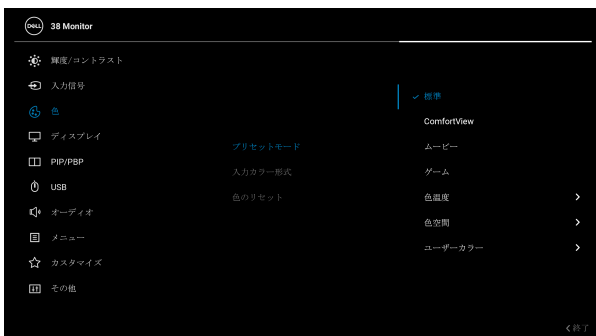 DELL
38 Monitor
輝度/コントラスト
入力信号
色
ディスプレイ
PIP/PBP
USB
オーディオ
メニュー
カスタマイズ
その他
プリセットモード
入力カラー形式
色のリセット
標準
ComfortView
ムービー
ゲーム
色温度
色空間
ユーザーカラー
終了